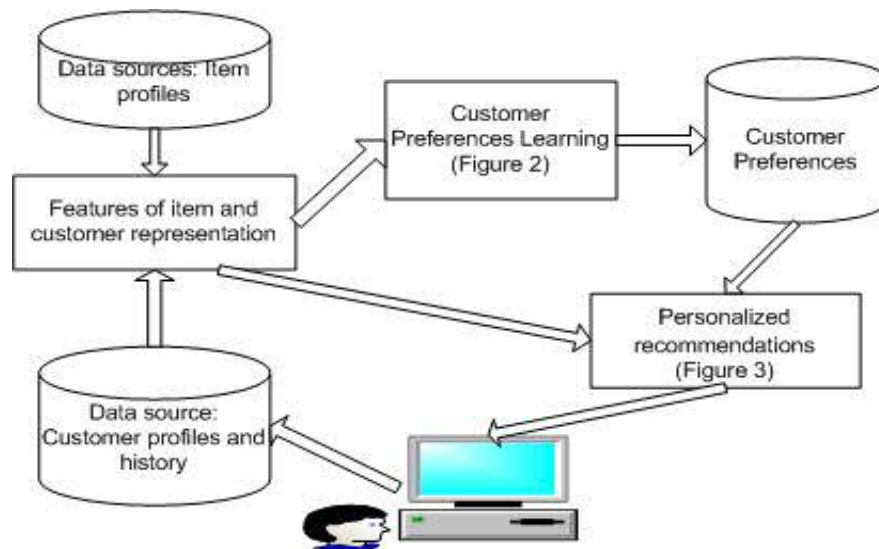 Data sources: Item
profiles
Customer
Preferences Learning
(Figure 2)
Customer
Preferences
Features of item and
customer representation
Personalized
recommendations
(Figure 3)
Data source:
Customer profiles and
history